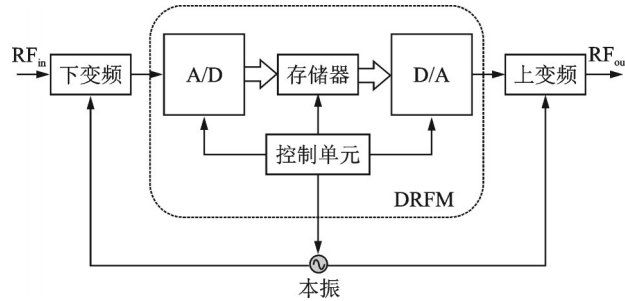 RFin
下变频
A/D
存储器
D/A
上变频
RFou
控制单元
DRFM
本振